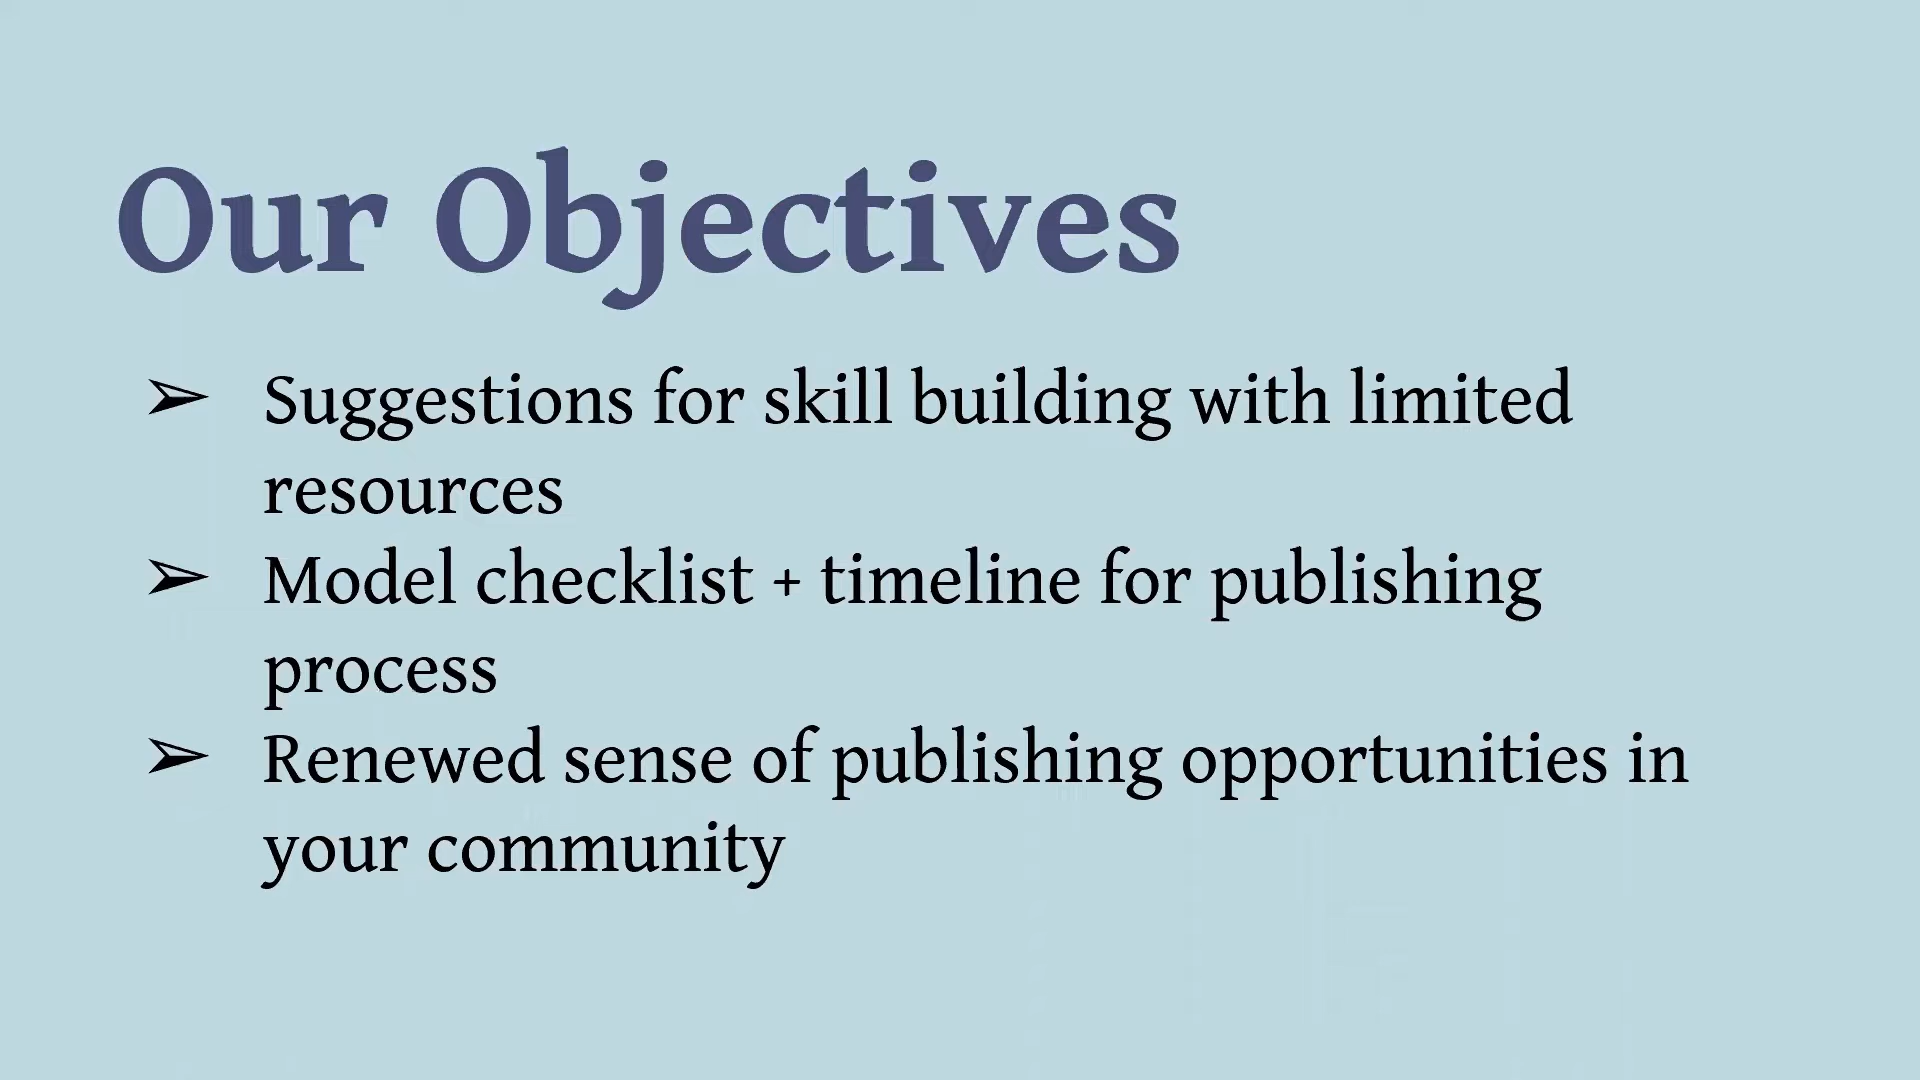 Our Objectives
➢ Suggestions for skill building with limited
resources
➢ Model checklist + timeline for publishing
process
➢ Renewed sense of publishing opportunities in
your community